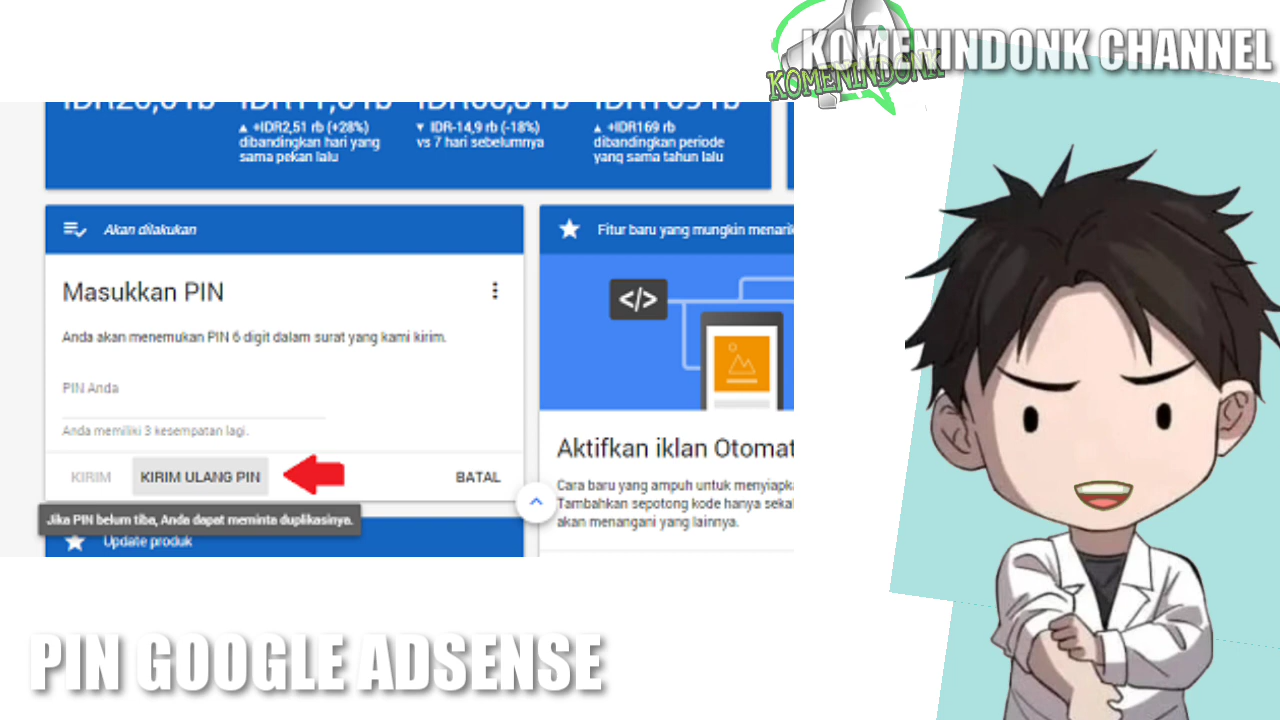 KOMENINDONK CHANNEL
KOMENINDONK
▲ +IDR2,51 rb (+28%)
dibandingkan hari yang
sama pekan lalu
▼ IDR-14,9 rb (-18%)
vs 7 hari sebelumnya
▲ +IDR169 rb
dibandingkan periode
yang sama tahun lalu
Akan dilakukan
Masukkan PIN
Anda akan menemukan PIN 6 digit dalam surat yang kami kirim.
PIN Anda
Anda memiliki 3 kesempatan lagi.
KIRIM
KIRIM ULANG PIN
BATAL
Jika PIN belum tiba, Anda dapat meminta duplikasinya.
Update produk
Fitur baru yang mungkin menarik
</>
Aktifkan iklan Otomat
Cara baru yang ampuh untuk menyiapka
Tambahkan sepotong kode hanya sekal
akan menangani yang lainnya.
PIN GOOGLE ADSENSE